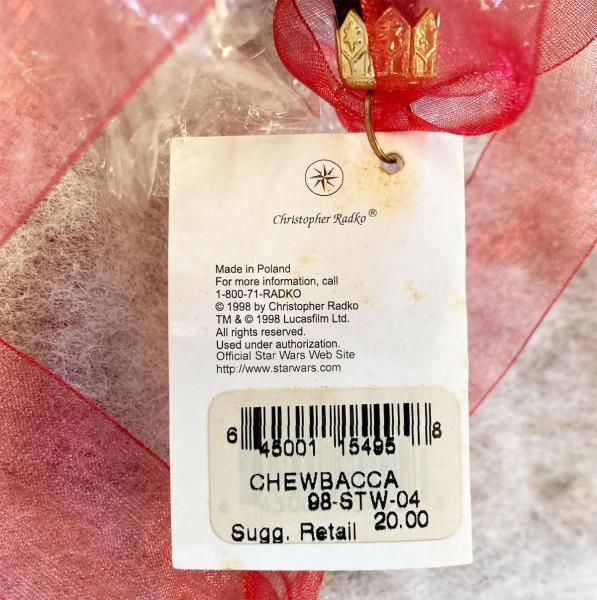 Christopher Radko®
Made in Poland
For more information, call
1-800-71-RADKO
© 1998 by Christopher Radko
TM & © 1998 Lucasfilm Ltd.
All rights reserved.
Used under authorization.
Official Star Wars Web Site
http://www.starwars.com
6 45001 15495 8
CHEWBACCA
98-STW-04
Sugg. Retail 20.00